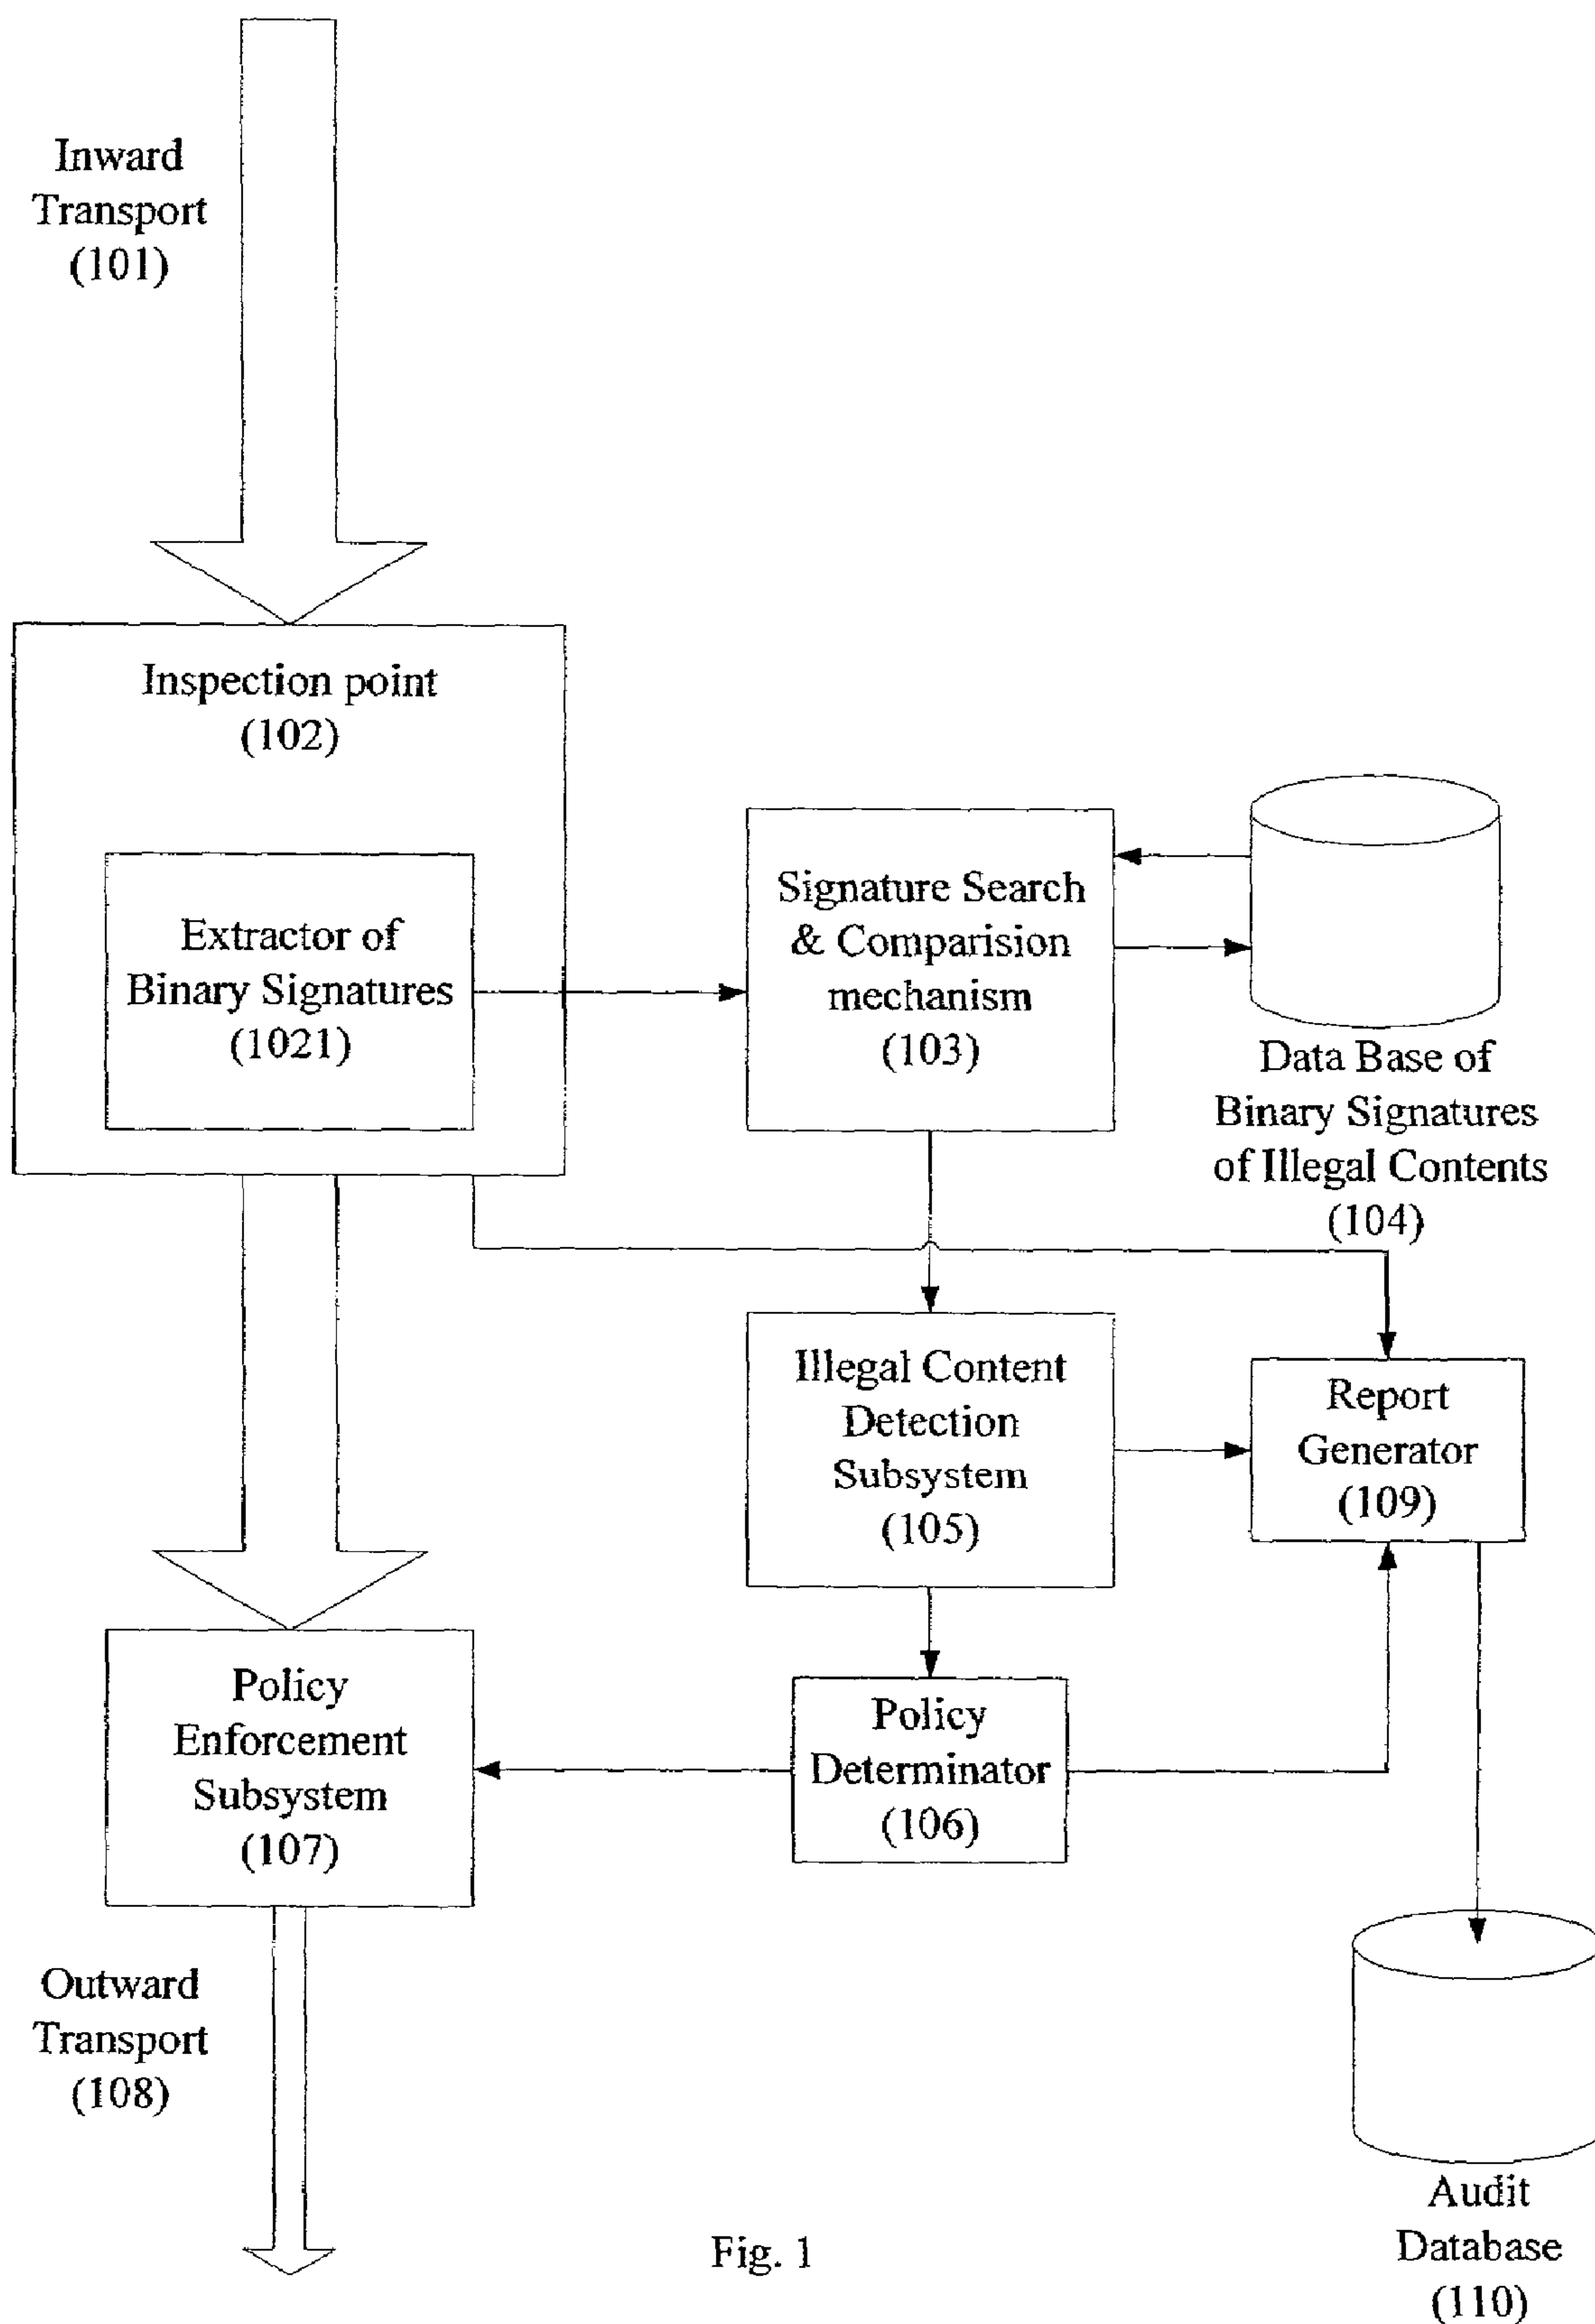 Inward
Transport
(101)
Inspection point
(102)
Extractor of
Binary Signatures
(1021)
Signature Search
& Comparision
mechanism
(103)
Data Base of
Binary Signatures
of Illegal Contents
(104)
Illegal Content
Detection
Subsystem
(105)
Report
Generator
(109)
Policy
Enforcement
Subsystem
(107)
Policy
Determinator
(106)
Outward
Transport
(108)
Audit
Database
(110)
Fig. 1